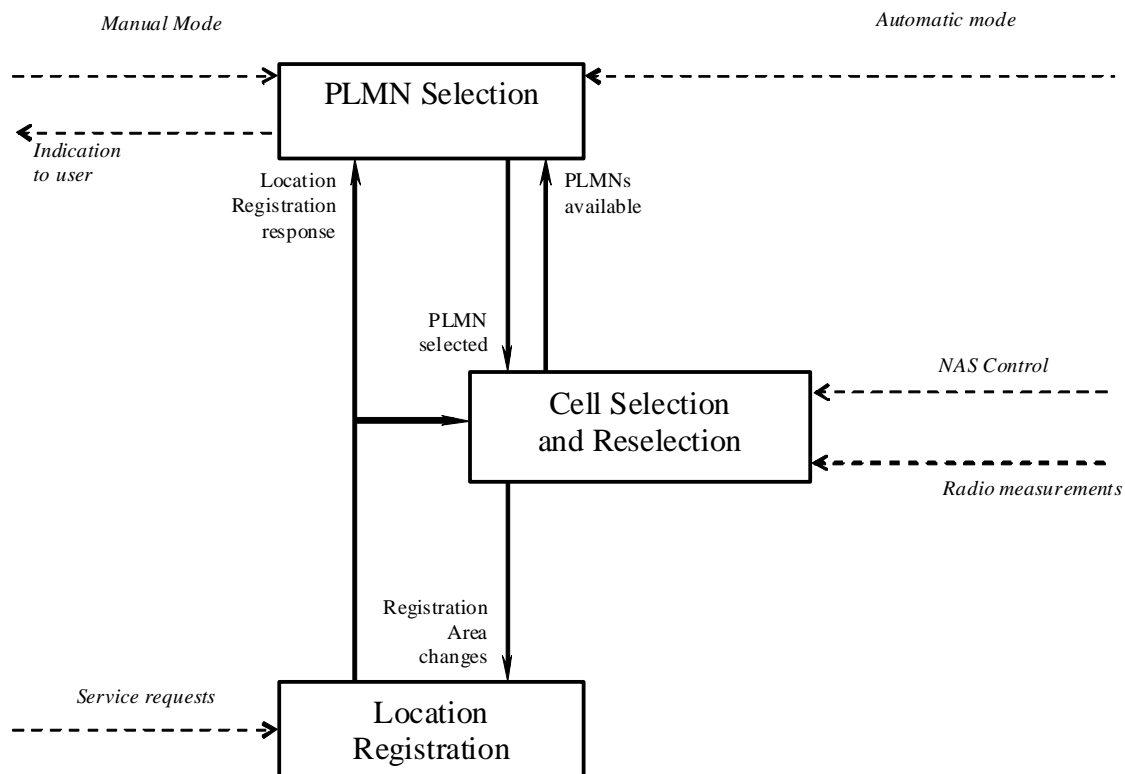 Manual Mode
Automatic mode
PLMN Selection
Indication
to user
Location
Registration
response
PLMNs
available
PLMN
selected
NAS Control
Cell Selection
and Reselection
Radio measurements
Registration
Area
changes
Service requests
Location
Registration